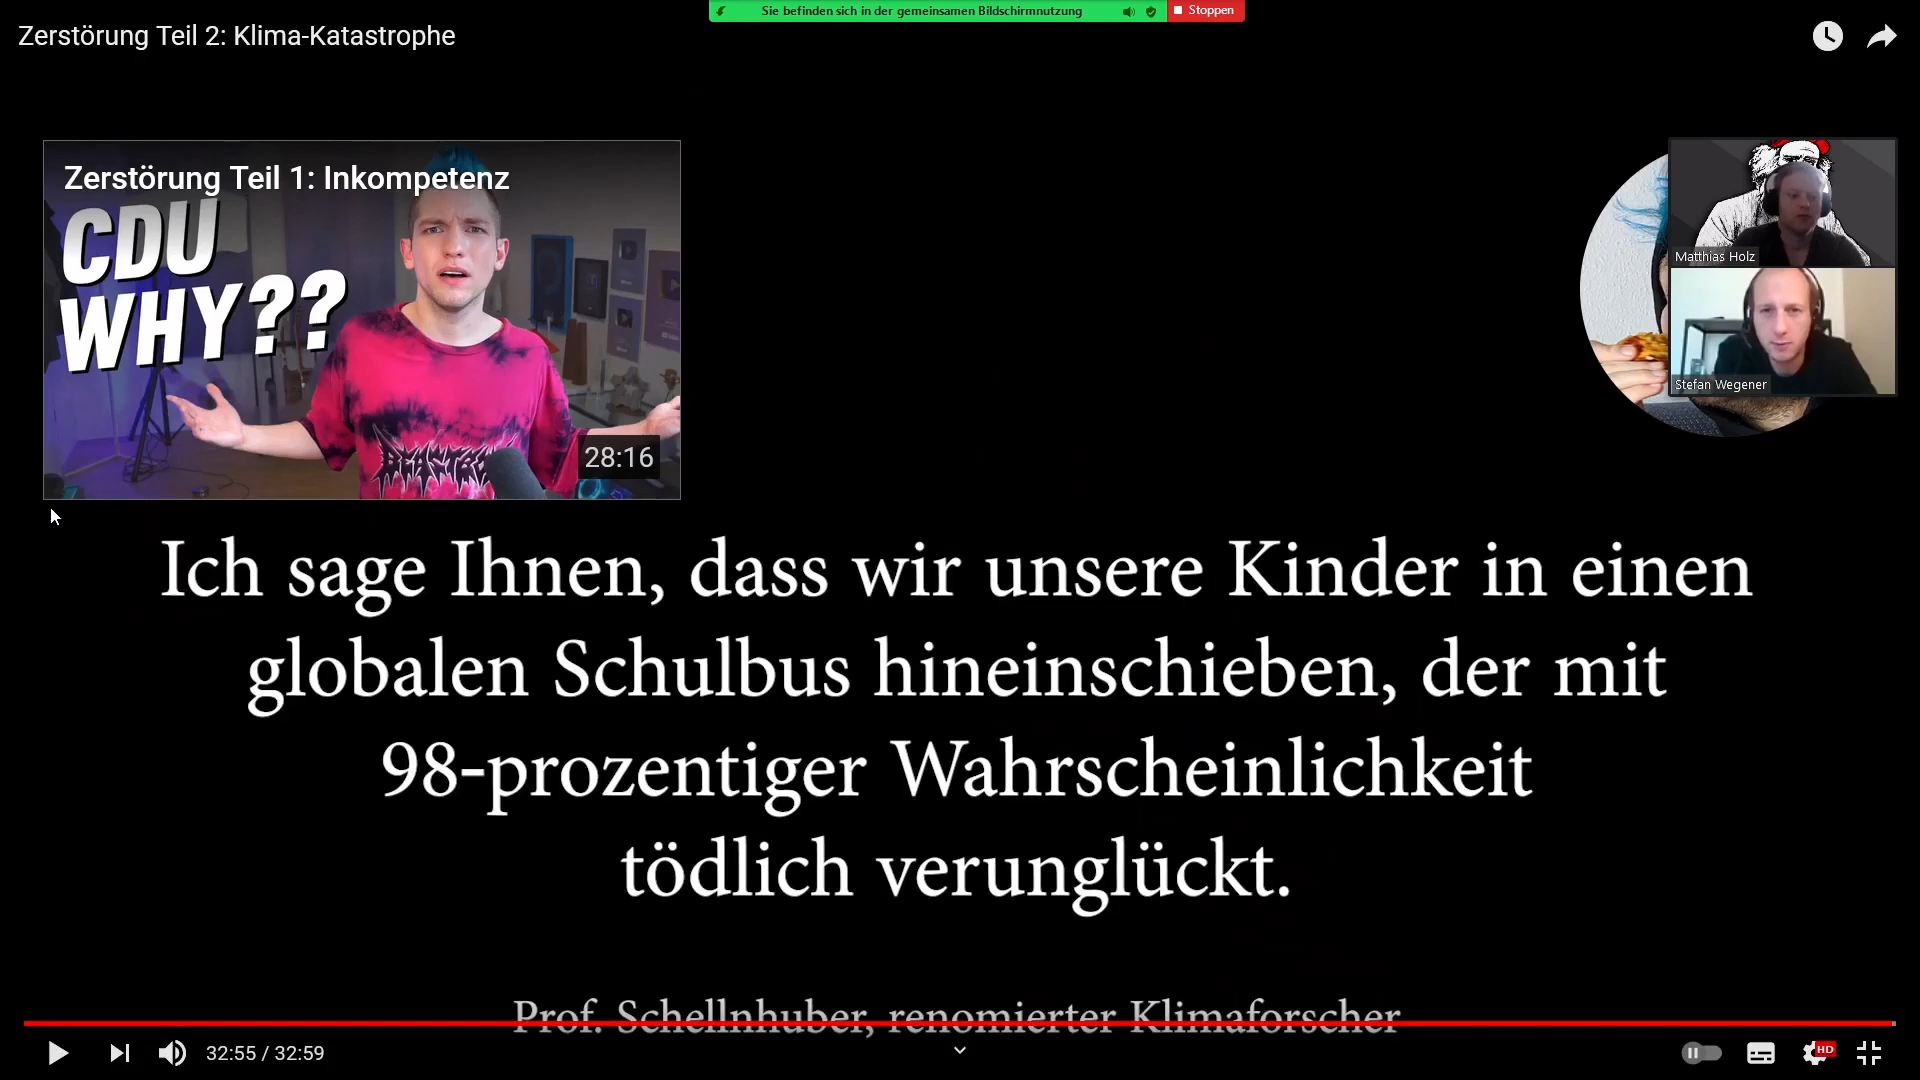 Sie befinden sich in der gemeinsamen Bildschirmnutzung
Stoppen
Zerstörung Teil 2: Klima-Katastrophe
Zerstörung Teil 1: Inkompetenz
CDU
WHY??
28:16
Matthias Holz
Stefan Wegener
Ich sage Ihnen, dass wir unsere Kinder in einen
globalen Schulbus hineinschieben, der mit
98-prozentiger Wahrscheinlichkeit
tödlich verunglückt.
Prof. Schellnhuber, renomierter Klimaforscher
32:55 / 32:59
HD